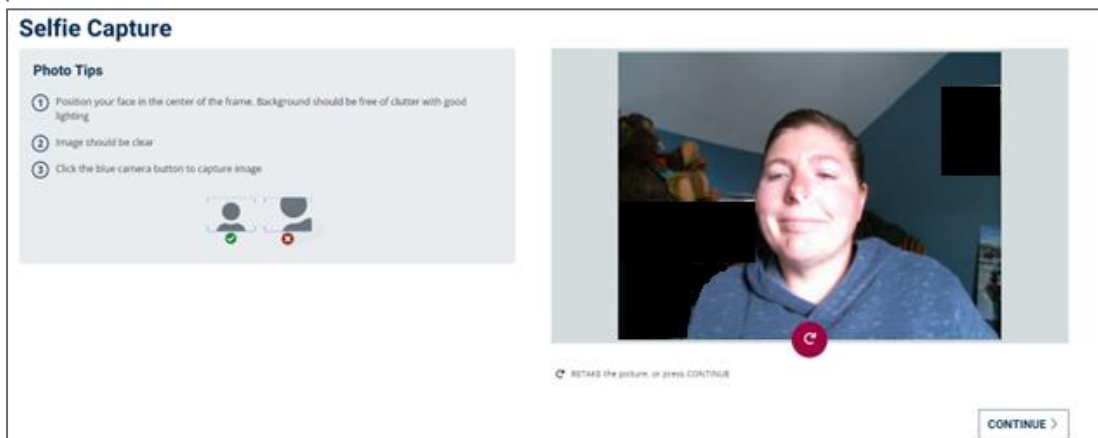 Selfie Capture
Photo Tips
1 Position your face in the center of the frame. Background should be free of clutter with good
lighting
2 Image should be clear
3 Click the blue camera button to capture image
RETAKE the picture, or press CONTINUE
CONTINUE >